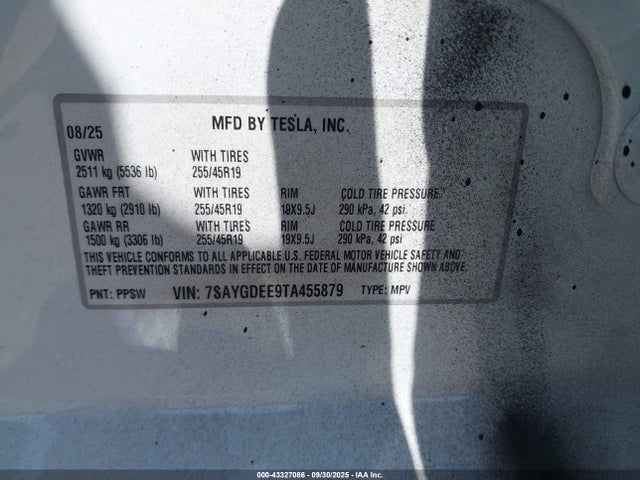 08/25 MFD BY TESLA, INC.
GVWR WITH TIRES
2511 kg (5536 lb) 255/45R19
GAWR FRT WITH TIRES RIM COLD TIRE PRESSURE
1320 kg (2910 lb) 255/45R19 19X9.5J 290 kPa, 42 psi
GAWR RR WITH TIRES RIM COLD TIRE PRESSURE
1500 kg (3306 lb) 255/45R19 19X9.5J 290 kPa, 42 psi
THIS VEHICLE CONFORMS TO ALL APPLICABLE U.S. FEDERAL MOTOR VEHICLE SAFETY AND
THEFT PREVENTION STANDARDS IN EFFECT ON THE DATE OF MANUFACTURE SHOWN ABOVE.
PNT: PPSW VIN: 7SAYGDEE9TA455879 TYPE: MPV
000-43327086 - 09/30/2025 - IAA Inc.